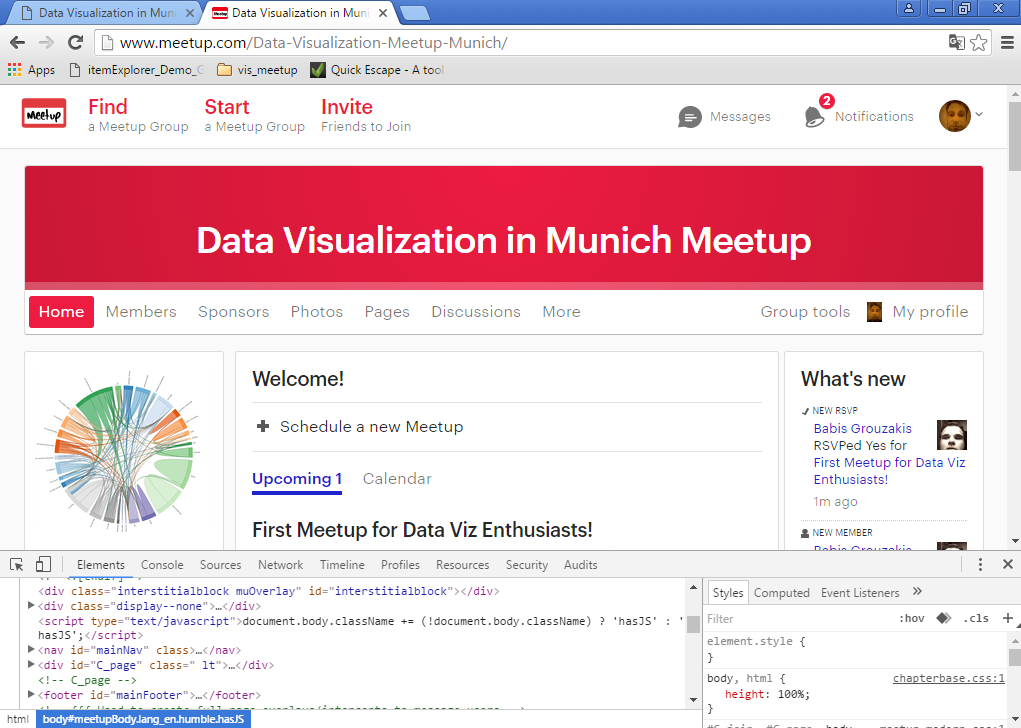 Data Visualization in Muni
Data Visualization in Muni
www.meetup.com/Data-Visualization-Meetup-Munich/
Apps
itemExplorer_Demo_G
vis_meetup
Quick Escape - A tool
Meetup
Find
a Meetup Group
Start
a Meetup Group
Invite
Friends to Join
Messages
2
Notifications
Data Visualization in Munich Meetup
Home
Members
Sponsors
Photos
Pages
Discussions
More
Group tools
My profile
Welcome!
Schedule a new Meetup
Upcoming 1
Calendar
First Meetup for Data Viz Enthusiasts!
What's new
NEW RSVP
Babis Grouzakis
RSVPed Yes for
First Meetup for Data Viz
Enthusiasts!
1m ago
NEW MEMBER
Babis Grouzakis
Elements
Console
Sources
Network
Timeline
Profiles
Resources
Security
Audits
<div class="interstitialblock muOverlay" id="interstitialblock"></div>
<div class="display--none">…</div>
<script type="text/javascript">document.body.className += (!document.body.className) ? 'hasJS' : '
hasJS';</script>
<nav id="mainNav" class>…</nav>
<div id="C_page" class=" lt">…</div>
<!-- C_page -->
<footer id="mainFooter">…</footer>
html
body#meetupBody.lang_en.humble.hasJS
Styles
Computed
Event Listeners
»
Filter
:hov
.cls
+
element.style {
}
body, html {
chapterbase.css:1
height: 100%;
}